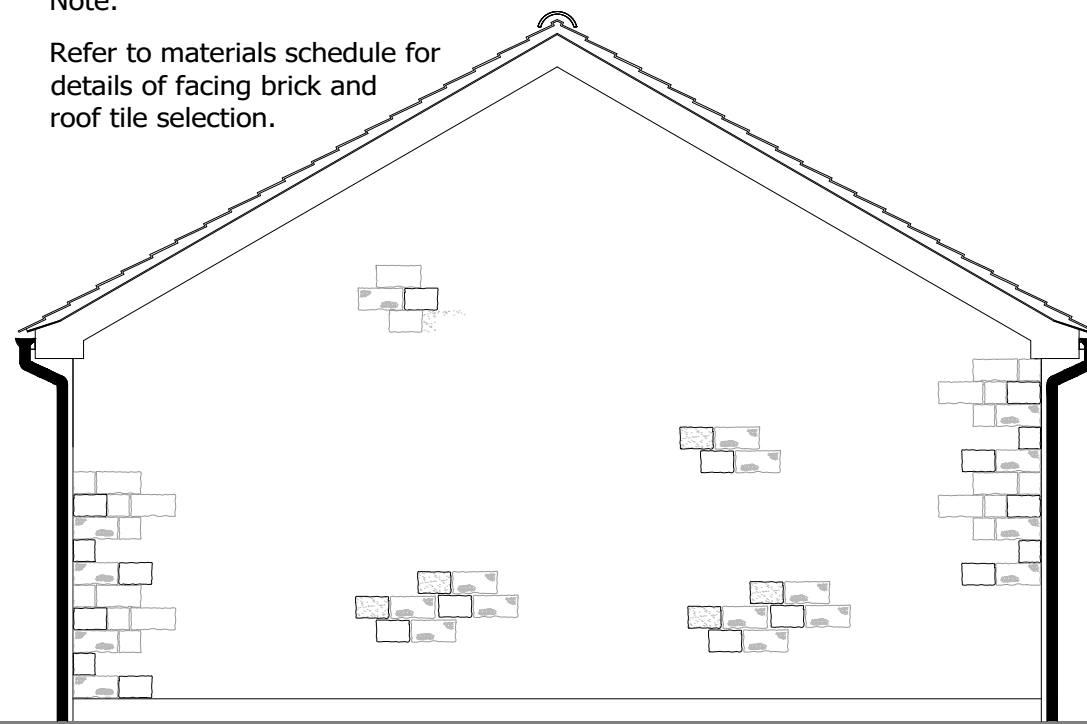 Note:
Refer to materials schedule for
details of facing brick and
roof tile selection.